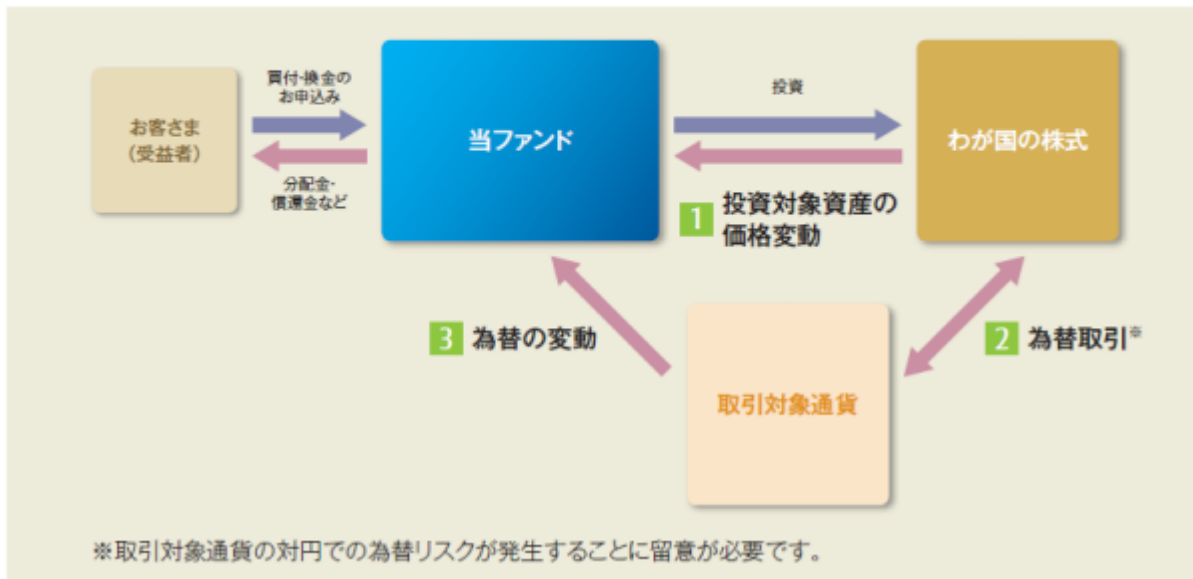 買付・換金の
お申込み
投資
お客さま
(受益者)
当ファンド
わが国の株式
分配金・
償還金など
1 投資対象資産の
価格変動
3 為替の変動
2 為替取引※
取引対象通貨
※取引対象通貨の対円での為替リスクが発生することに留意が必要です。